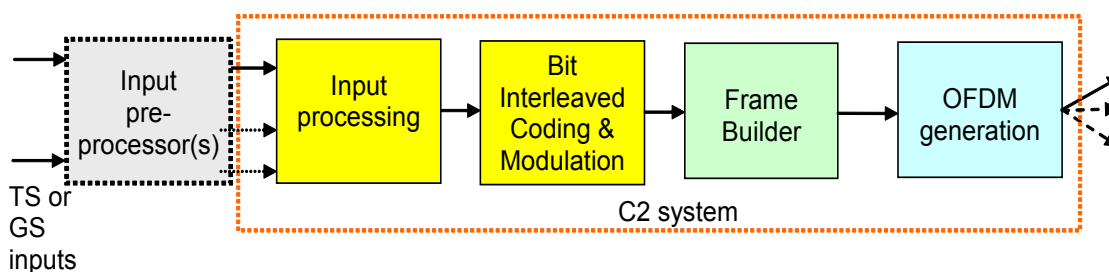 Input
pre-
processor(s)
TS or
GS
inputs
Input
processing
Bit
Interleaved
Coding &
Modulation
Frame
Builder
OFDM
generation
C2 system